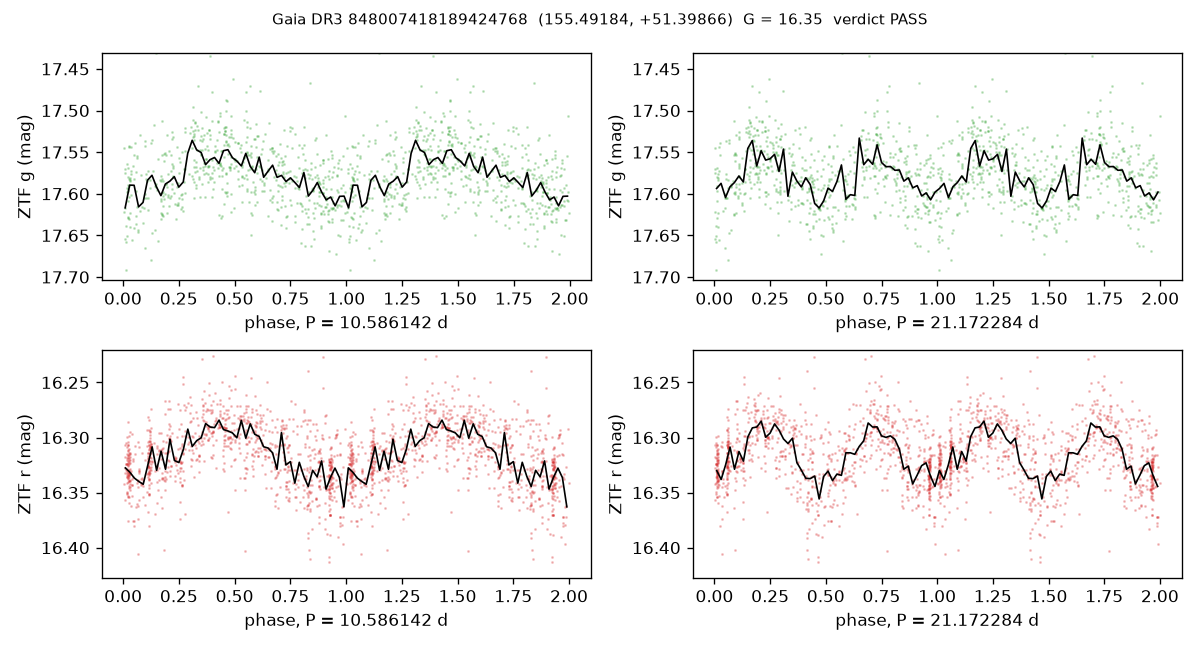 Gaia DR3 848007418189424768 (155.49184, +51.39866) G = 16.35 verdict PASS
ZTF g (mag)
17.45
17.50
17.55
17.60
17.65
17.70
0.00 0.25 0.50 0.75 1.00 1.25 1.50 1.75 2.00
phase, P = 10.586142 d
ZTF g (mag)
17.45
17.50
17.55
17.60
17.65
17.70
0.00 0.25 0.50 0.75 1.00 1.25 1.50 1.75 2.00
phase, P = 21.172284 d
ZTF r (mag)
16.25
16.30
16.35
16.40
0.00 0.25 0.50 0.75 1.00 1.25 1.50 1.75 2.00
phase, P = 10.586142 d
ZTF r (mag)
16.25
16.30
16.35
16.40
0.00 0.25 0.50 0.75 1.00 1.25 1.50 1.75 2.00
phase, P = 21.172284 d